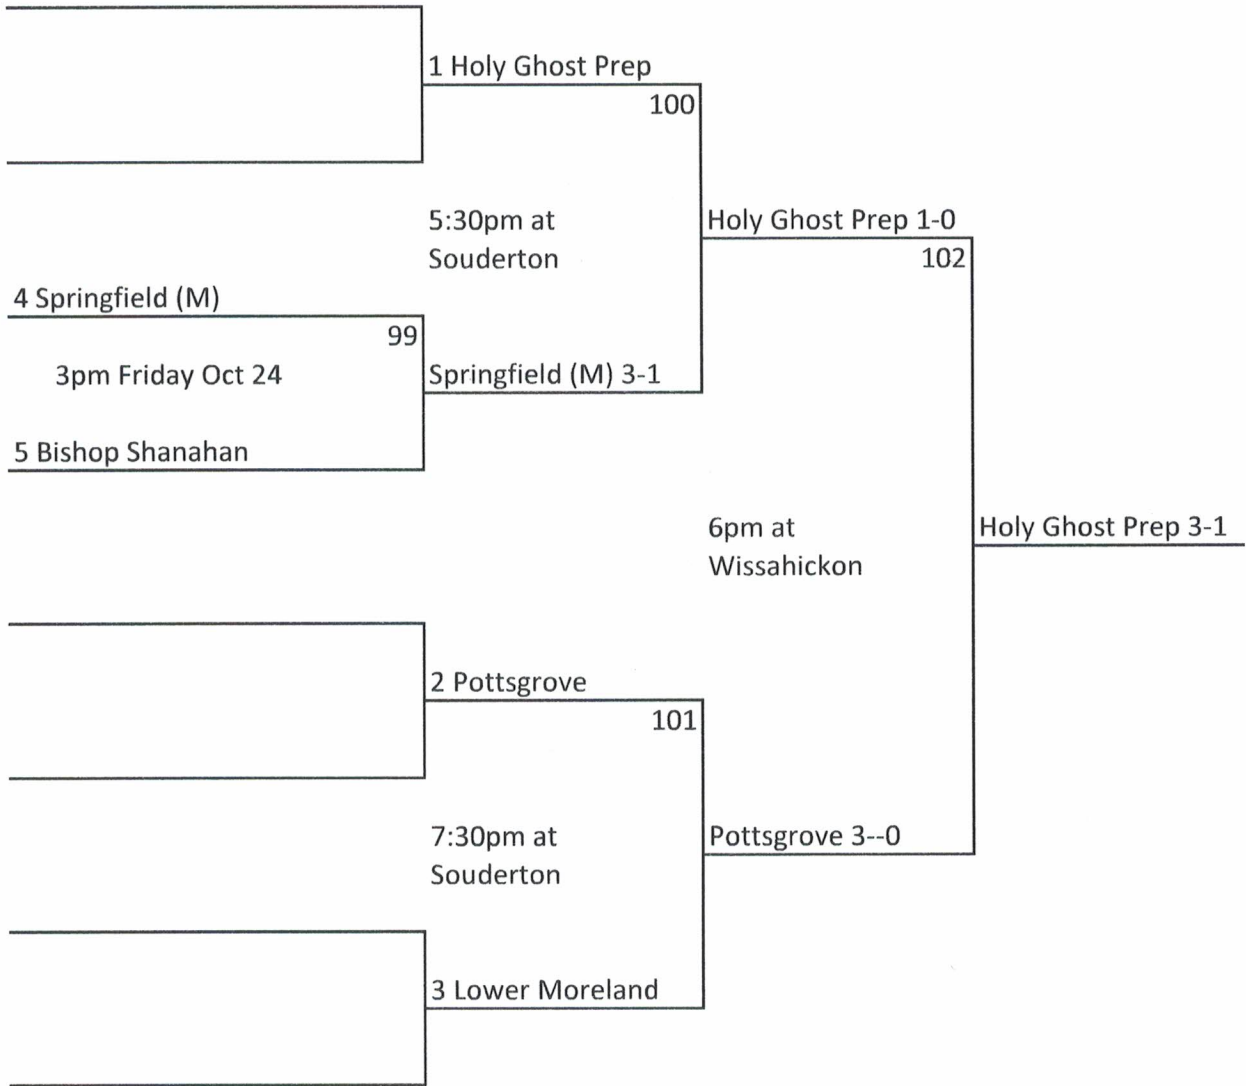 1 Holy Ghost Prep
100
5:30pm at
Souderton
Holy Ghost Prep 1-0
102
4 Springfield (M)
99
3pm Friday Oct 24
Springfield (M) 3-1
5 Bishop Shanahan
6pm at
Wissahickon
Holy Ghost Prep 3-1
2 Pottsgrove
101
7:30pm at
Souderton
Pottsgrove 3--0
3 Lower Moreland